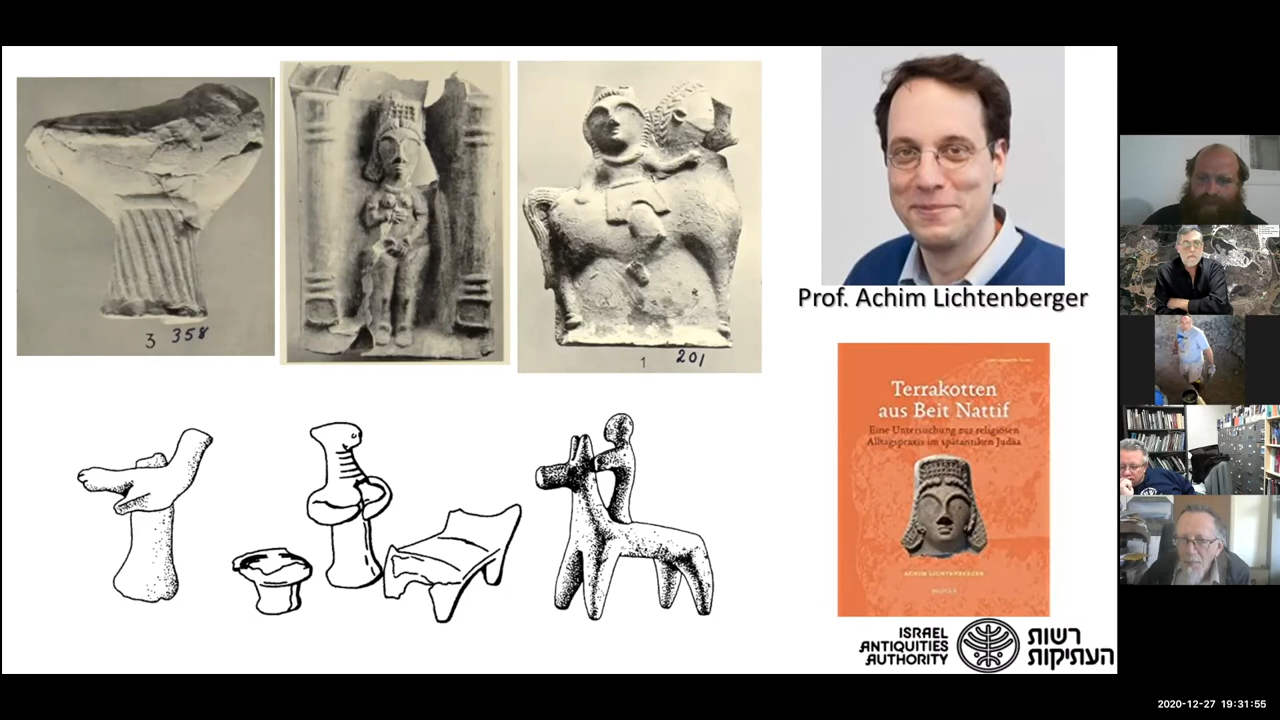 3 358
1 201
Prof. Achim Lichtenberger
Terrakotten
aus Beit Nattif
Eine Untersuchung zur religiösen
Alltagspraxis im spätantiken Judäa
ACHIM LICHTENBERGER
ISRAEL
ANTIQUITIES
AUTHORITY
רשות
העתיקות
2020-12-27 19:31:55